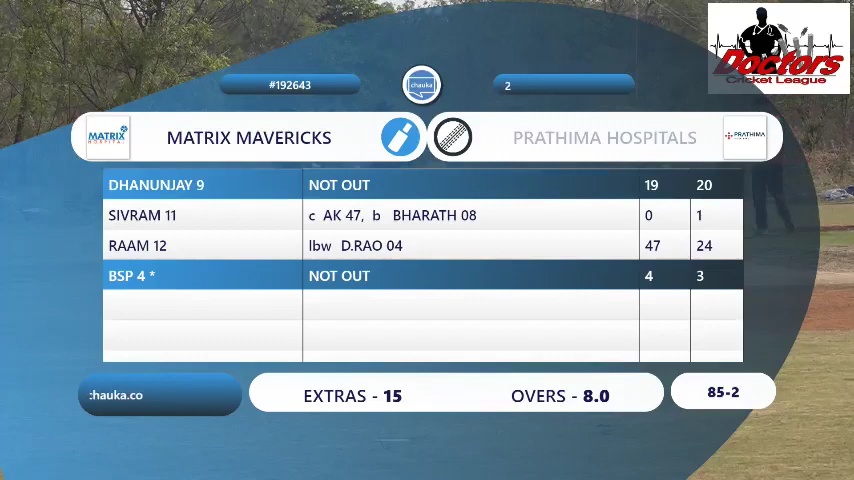 Doctors
Cricket League
#192643
chauka
2
MATRIX
HOSPITAL
MATRIX MAVERICKS
PRATHIMA HOSPITALS
PRATHIMA
DHANUNJAY 9 NOT OUT 19 20
SIVRAM 11 c AK 47, b BHARATH 08 0 1
RAAM 12 lbw D.RAO 04 47 24
BSP 4 * NOT OUT 4 3
:hauka.co
EXTRAS - 15 OVERS - 8.0
85-2